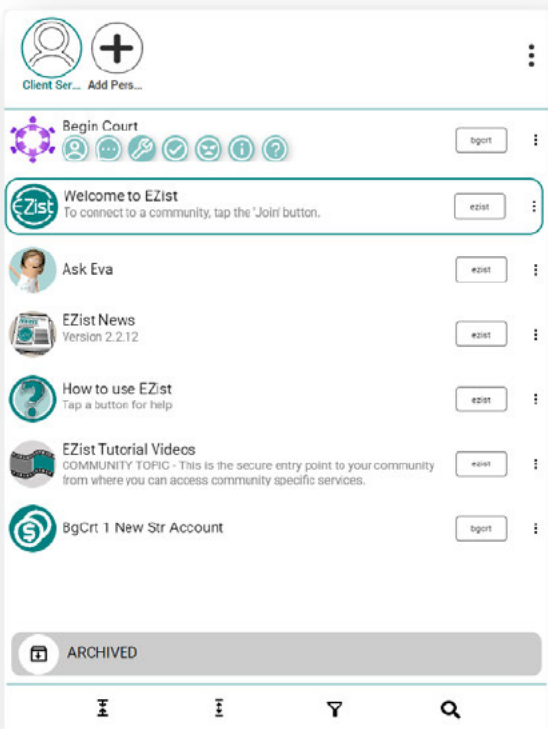 Client Ser... Add Pers...
Begin Court
bgcrt
EZist
Welcome to EZist
To connect to a community, tap the 'Join' button.
ezist
Ask Eva
ezist
EZist News
Version 2.2.12
ezist
How to use EZist
Tap a button for help
ezist
EZist Tutorial Videos
COMMUNITY TOPIC - This is the secure entry point to your community
from where you can access community specific services.
ezist
BgCrt 1 New Str Account
bgcrt
ARCHIVED